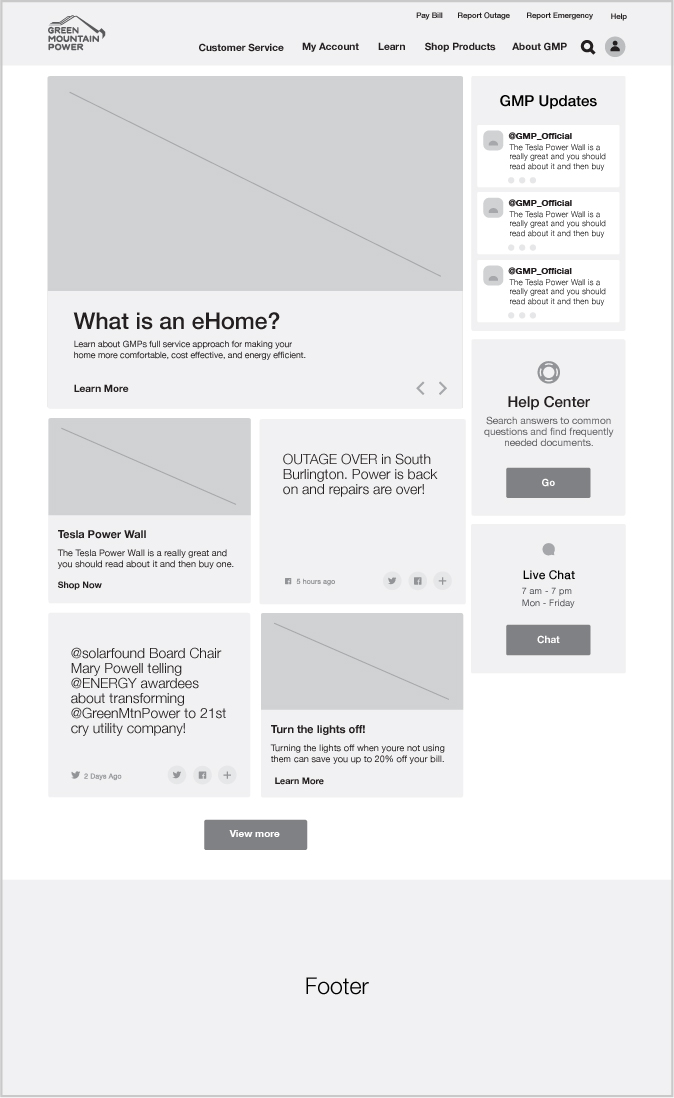 Pay Bill Report Outage Report Emergency Help
GREEN
MOUNTAIN
POWER
Customer Service My Account Learn Shop Products About GMP
What is an eHome?
Learn about GMPs full service approach for making your
home more comfortable, cost effective, and energy efficient.
Learn More
GMP Updates
@GMP_Official
The Tesla Power Wall is a
really great and you should
read about it and then buy
@GMP_Official
The Tesla Power Wall is a
really great and you should
read about it and then buy
@GMP_Official
The Tesla Power Wall is a
really great and you should
read about it and then buy
Help Center
Search answers to common
questions and find frequently
needed documents.
Go
Live Chat
7 am - 7 pm
Mon - Friday
Chat
Tesla Power Wall
The Tesla Power Wall is a really great and
you should read about it and then buy one.
Shop Now
OUTAGE OVER in South
Burlington. Power is back
on and repairs are over!
5 hours ago
@solarfound Board Chair
Mary Powell telling
@ENERGY awardees
about transforming
@GreenMtnPower to 21st
cry utility company!
2 Days Ago
Turn the lights off!
Turning the lights off when youre not using
them can save you up to 20% off your bill.
Learn More
View more
Footer